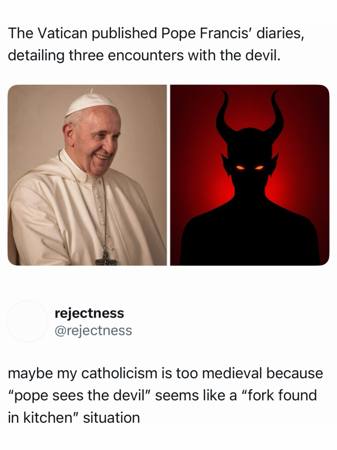 The Vatican published Pope Francis’ diaries,
detailing three encounters with the devil.
rejectness
@rejectness
maybe my catholicism is too medieval because
“pope sees the devil” seems like a “fork found
in kitchen” situation